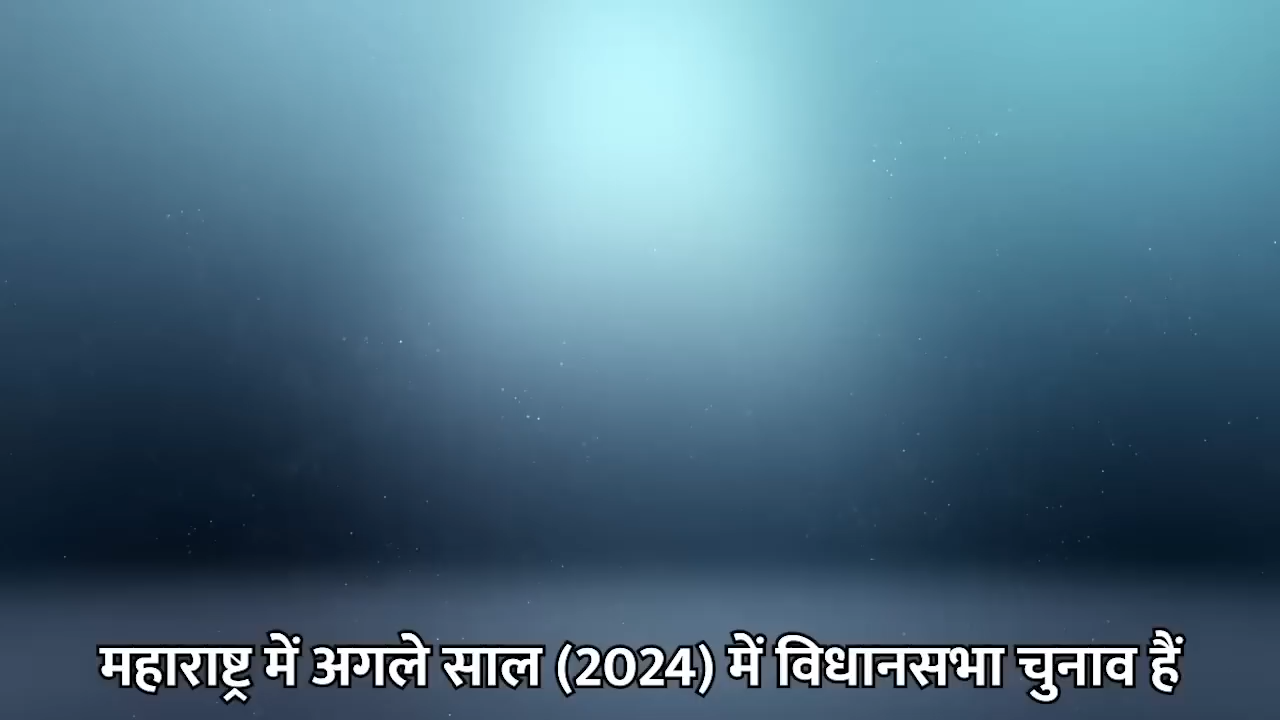 महाराष्ट्र में अगले साल (2024) में विधानसभा चुनाव हैं